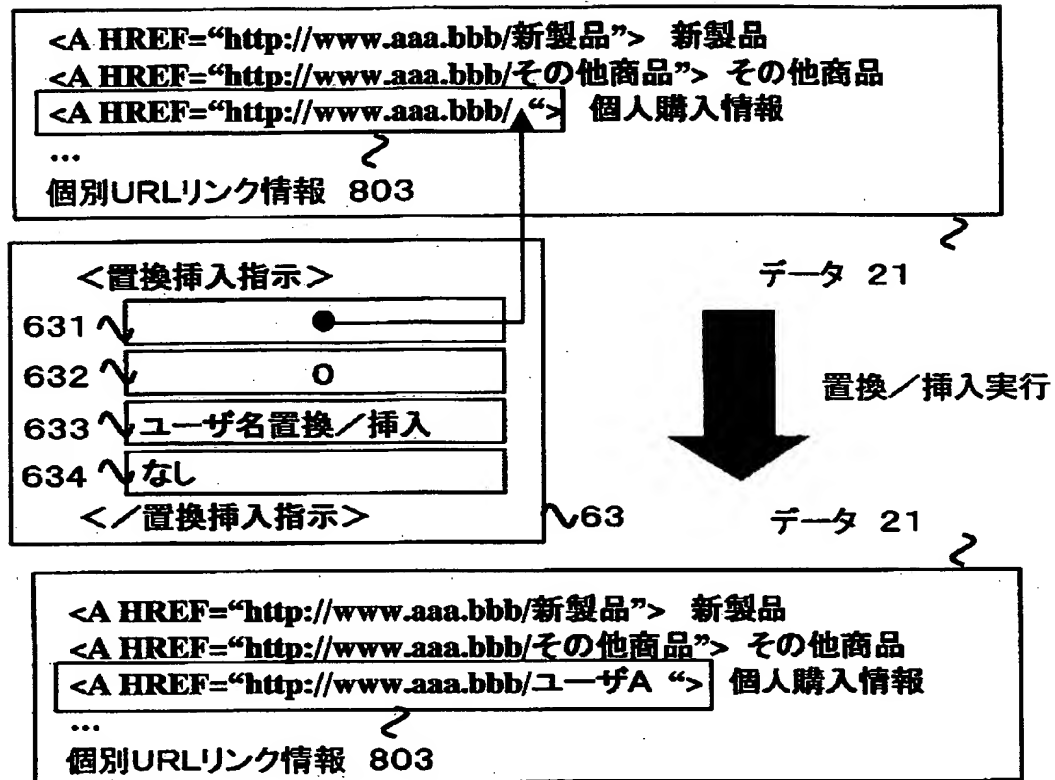 <A HREF=“http://www.aaa.bbb/新製品”> 新製品
<A HREF=“http://www.aaa.bbb/その他商品”> その他商品
<A HREF=“http://www.aaa.bbb/ “> 個人購入情報
...
個別URLリンク情報 803
<置換挿入指示>
データ 21
631
632 0
置換/挿入実行
633 ユーザ名置換/挿入
634 なし
</置換挿入指示>
63
データ 21
<A HREF=“http://www.aaa.bbb/新製品”> 新製品
<A HREF=“http://www.aaa.bbb/その他商品”> その他商品
<A HREF=“http://www.aaa.bbb/ユーザA “> 個人購入情報
...
個別URLリンク情報 803